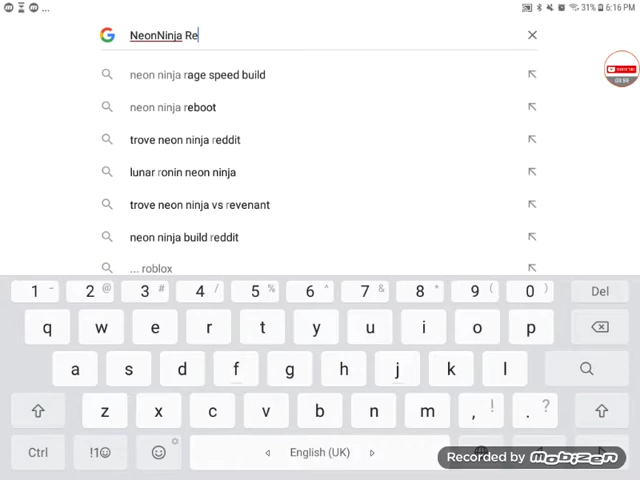 ... 31% 6:16 PM
NeonNinja Re
neon ninja rage speed build
neon ninja reboot
trove neon ninja reddit
lunar ronin neon ninja
trove neon ninja vs revenant
neon ninja build reddit
... roblox
1 - 2 @ 3 # 4 / 5 % 6 ^ 7 & 8 * 9 ( 0 ) Del
q w e r t y u i o p
a s d f g h j k l
z x c v b n m , ! . ?
Ctrl !1☺ English (UK)
Recorded by mobizen